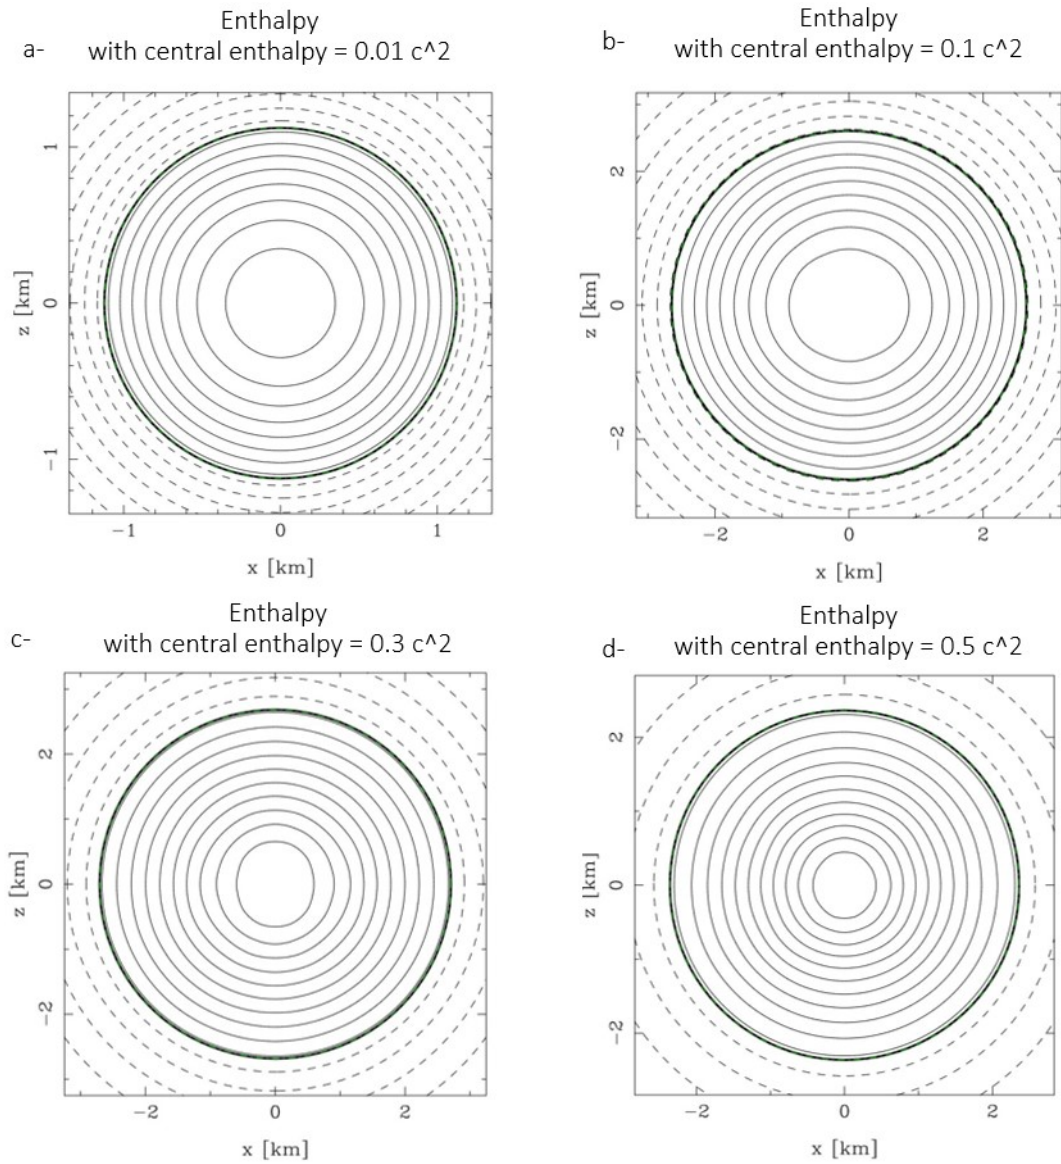 Enthalpy
a- with central enthalpy = 0.01 c^2
1
0
-1
z [km]
-1 0 1
x [km]
Enthalpy
b- with central enthalpy = 0.1 c^2
2
0
-2
z [km]
-2 0 2
x [km]
Enthalpy
c- with central enthalpy = 0.3 c^2
2
0
-2
z [km]
-2 0 2
x [km]
Enthalpy
d- with central enthalpy = 0.5 c^2
2
0
-2
z [km]
-2 0 2
x [km]